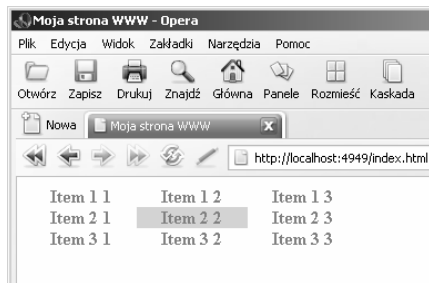 Moja strona WWW - Opera
Plik Edycja Widok Zakładki Narzędzia Pomoc
Otwórz Zapisz Drukuj Znajdź Główna Panele Rozmieść Kaskada
Nowa Moja strona WWW
http://localhost:4949/index.html
Item 1 1 Item 1 2 Item 1 3
Item 2 1 Item 2 2 Item 2 3
Item 3 1 Item 3 2 Item 3 3